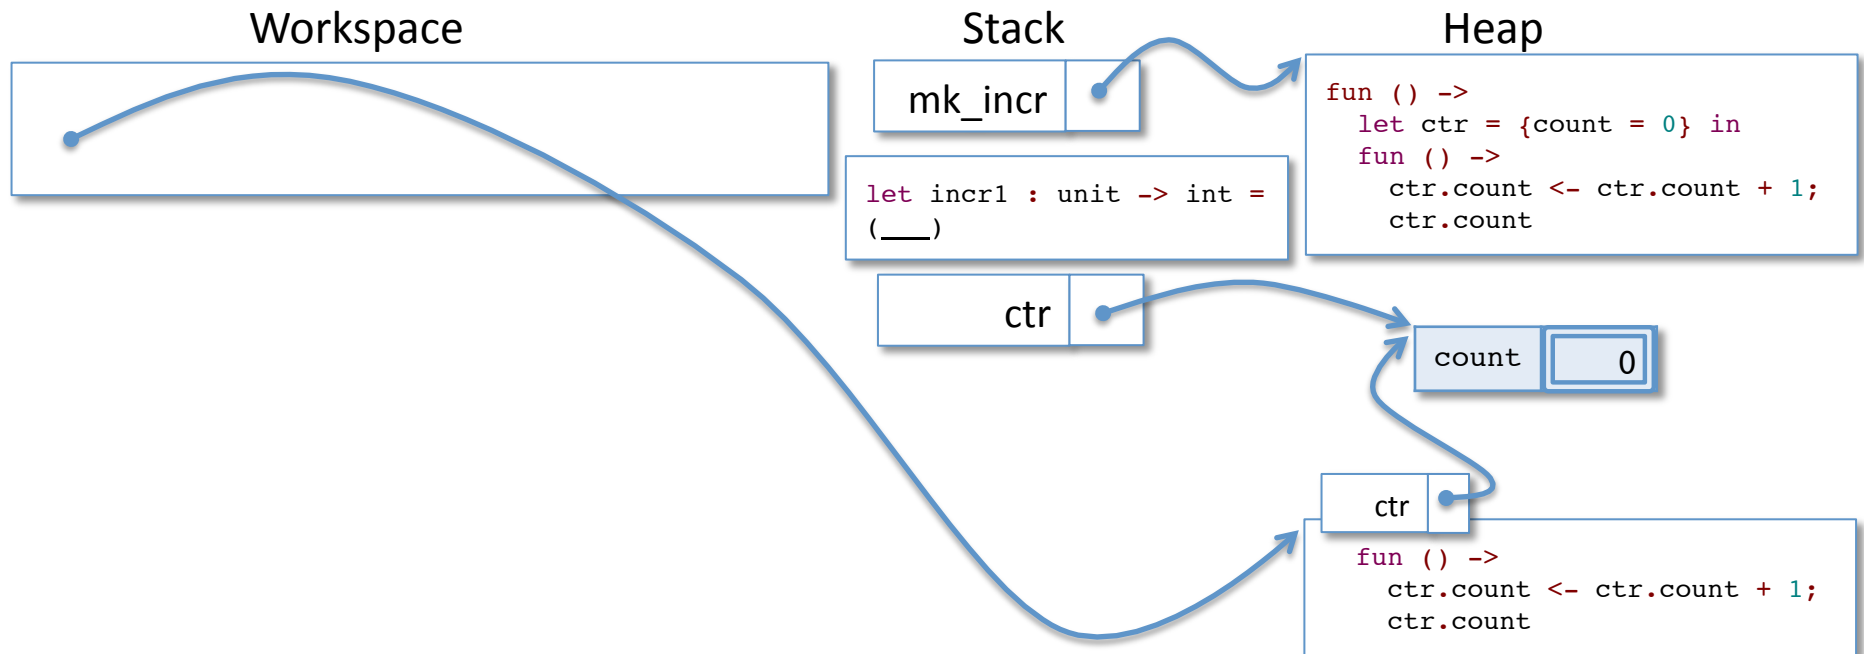 Workspace
Stack
Heap
mk_incr
fun () ->
let ctr = {count = 0} in
fun () ->
ctr.count <- ctr.count + 1;
ctr.count
let incr1 : unit -> int =
(___)
ctr
count 0
ctr
fun () ->
ctr.count <- ctr.count + 1;
ctr.count